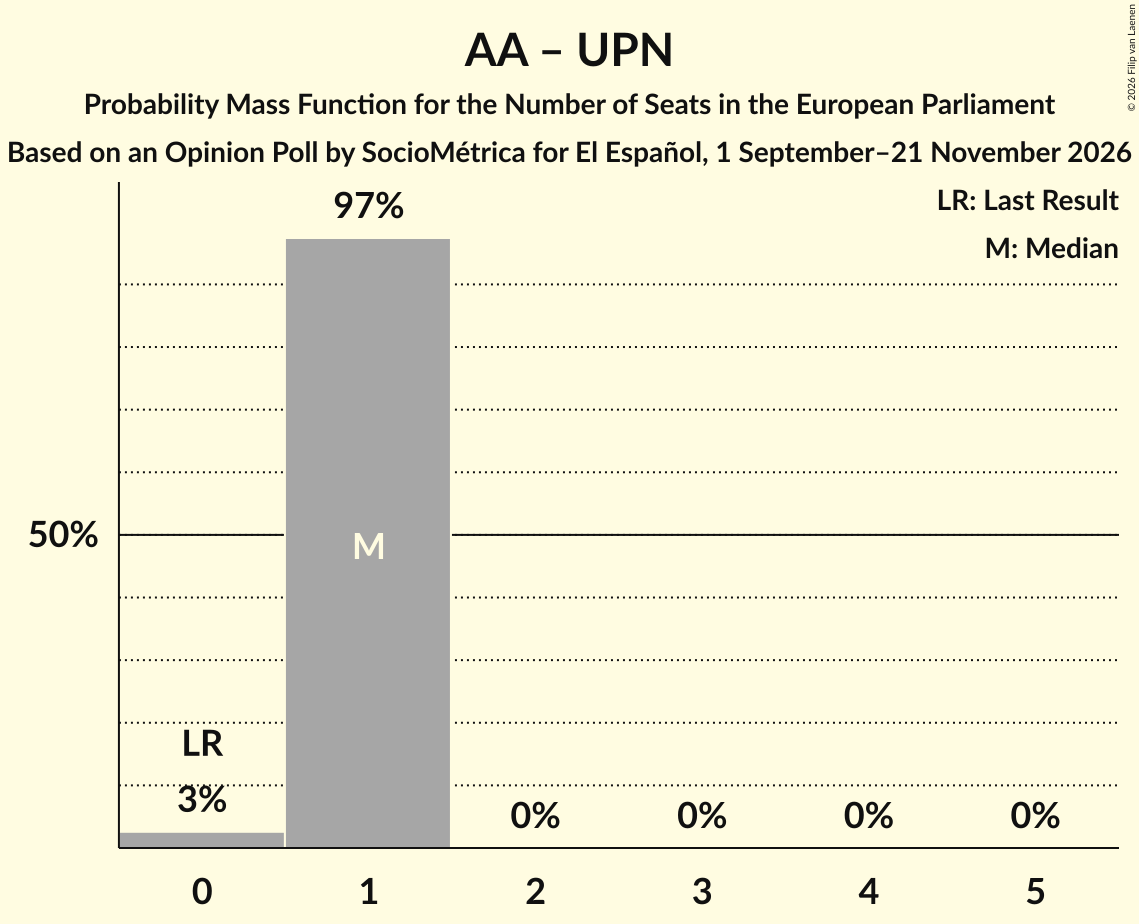 AA – UPN
Probability Mass Function for the Number of Seats in the European Parliament
Based on an Opinion Poll by SocioMétrica for El Español, 1 September–21 November 2026
© 2026 Filip van Laenen
LR: Last Result
M: Median
97%
50%
M
LR
3%
0%
0%
0%
0%
0
1
2
3
4
5